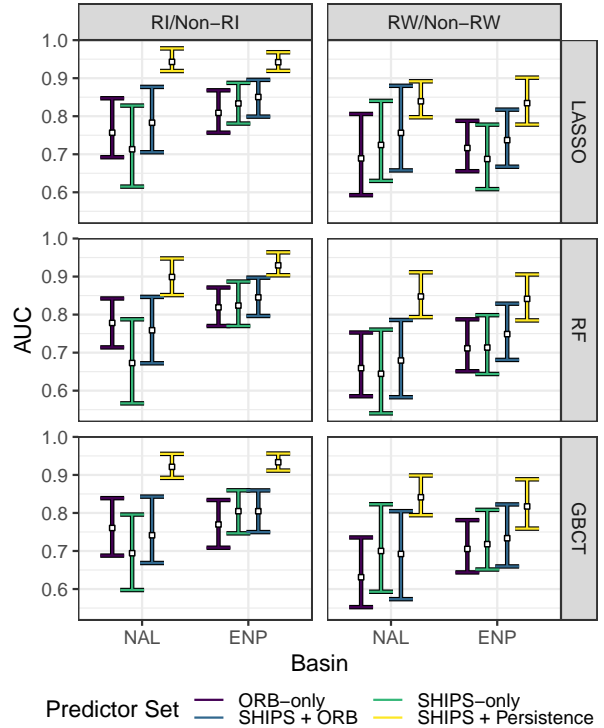 RI/Non−RI RW/Non−RW
1.0
0.9
0.8
0.7
0.6
LASSO
1.0
0.9
0.8
0.7
0.6
RF
1.0
0.9
0.8
0.7
0.6
GBCT
AUC
NAL ENP NAL ENP
Basin
Predictor Set
ORB−only SHIPS−only
SHIPS + ORB SHIPS + Persistence